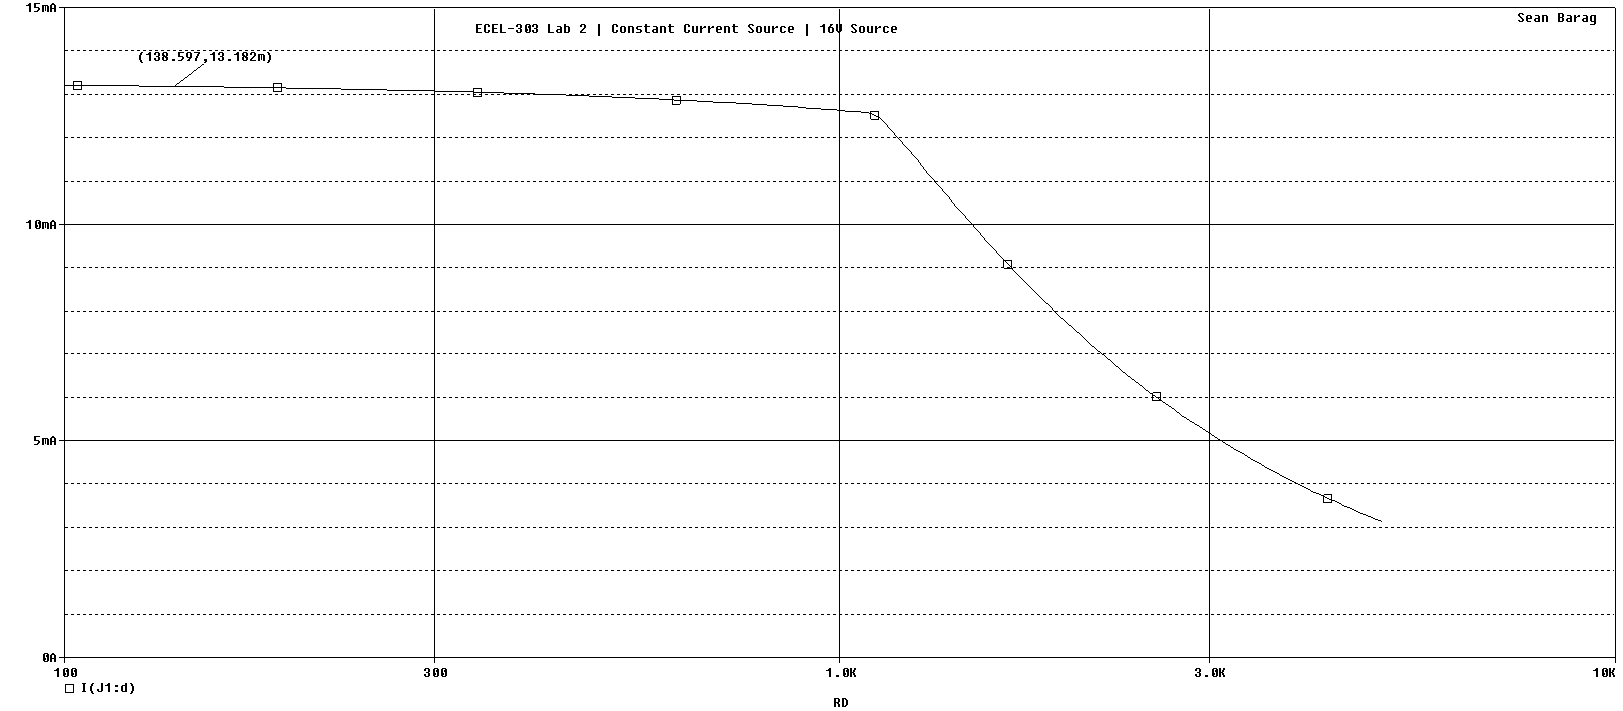 ECEL-303 Lab 2 | Constant Current Source | 16V Source
Sean Barag
(138.597,13.182m)
15mA
10mA
5mA
0A
100
300
1.0K
3.0K
10K
I(J1:d)
RD